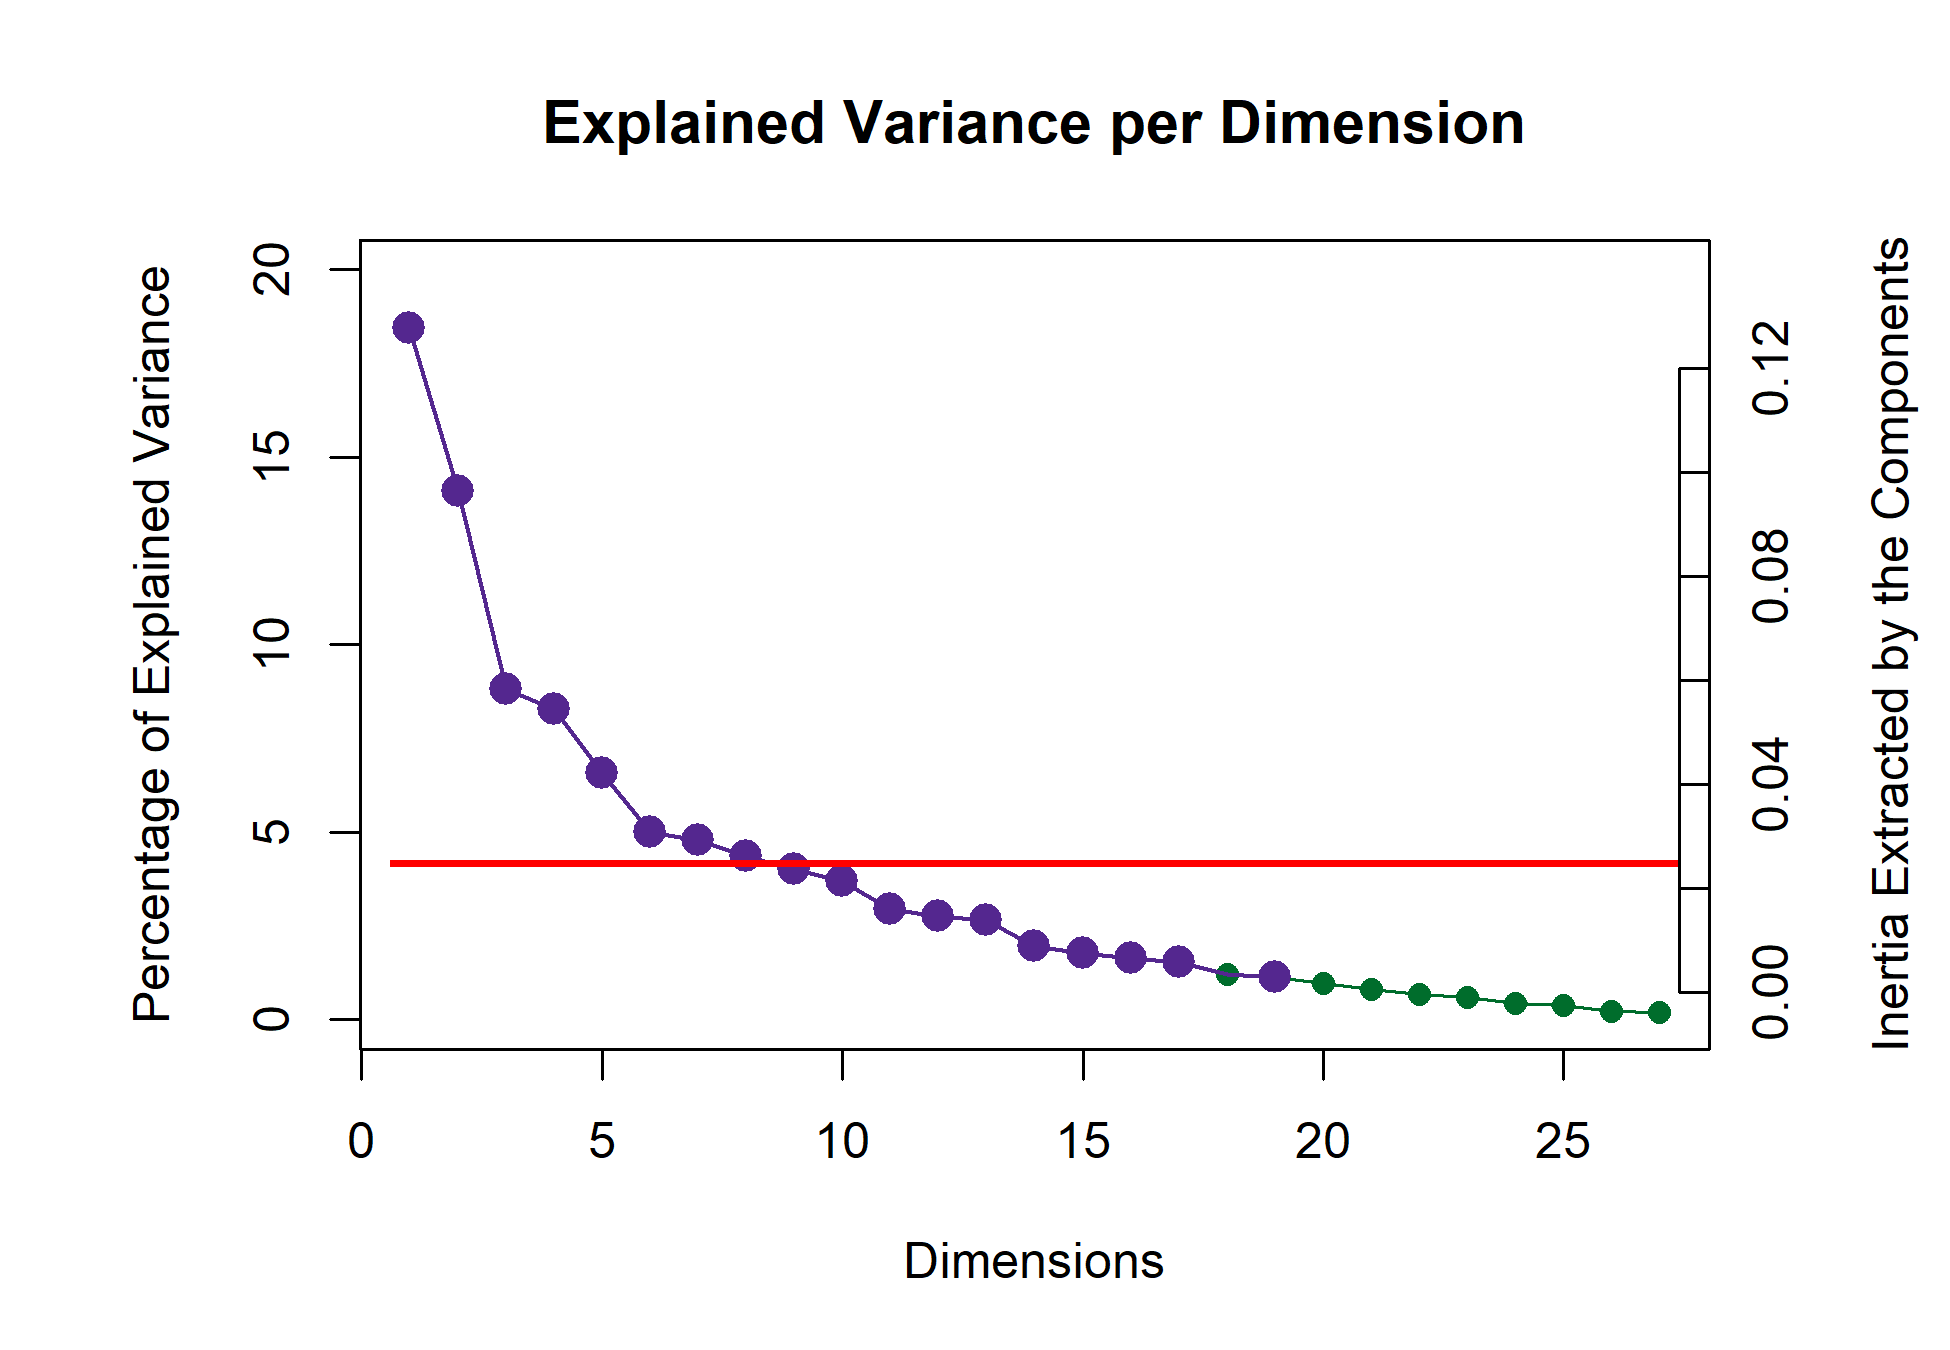 Explained Variance per Dimension
Percentage of Explained Variance
20
15
10
5
0
0.12
0.08
0.04
0.00
Inertia Extracted by the Components
0 5 10 15 20 25
Dimensions